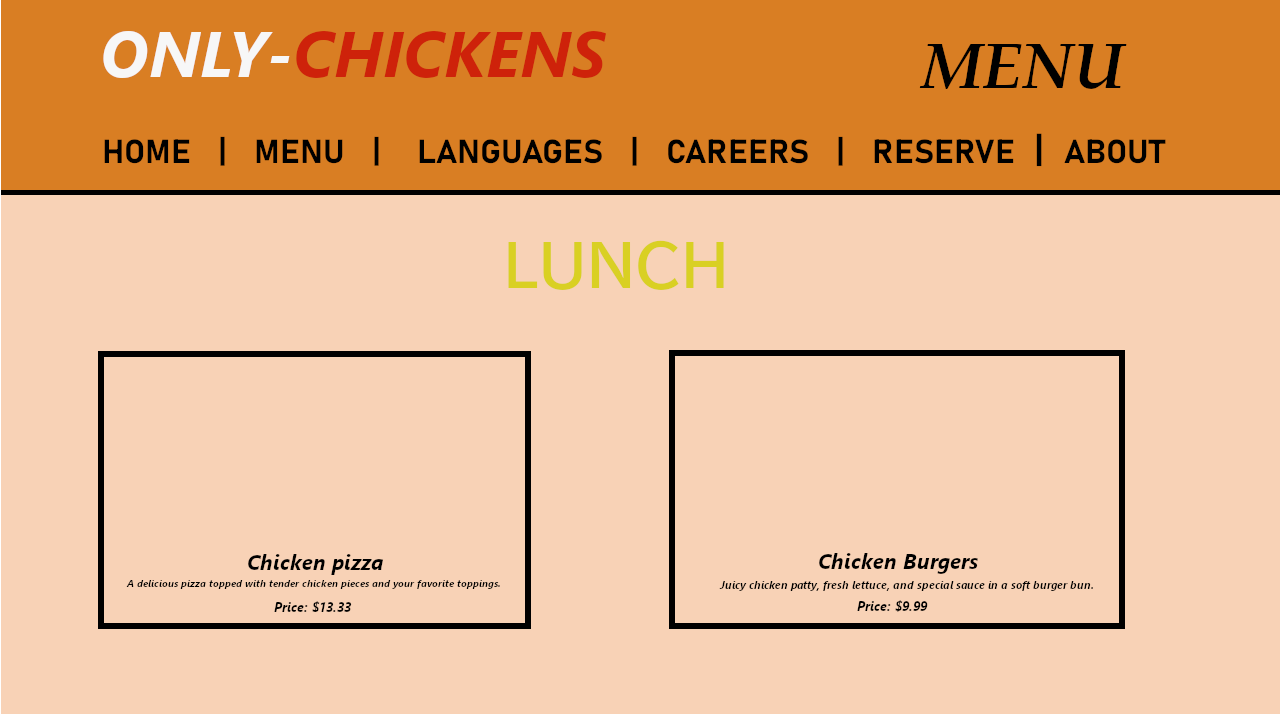 ONLY-CHICKENS
MENU
HOME | MENU | LANGUAGES | CAREERS | RESERVE | ABOUT
LUNCH
Chicken pizza
A delicious pizza topped with tender chicken pieces and your favorite toppings.
Price: $13.33
Chicken Burgers
Juicy chicken patty, fresh lettuce, and special sauce in a soft burger bun.
Price: $9.99